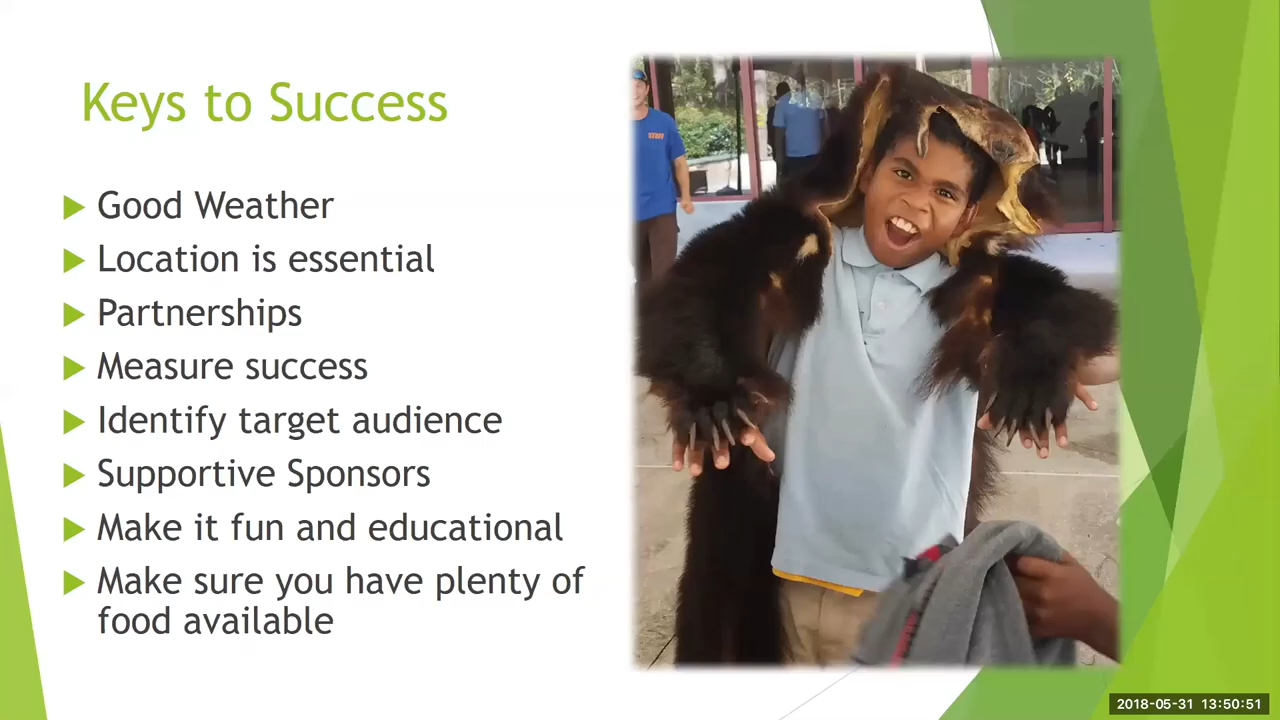 Keys to Success
Good Weather
Location is essential
Partnerships
Measure success
Identify target audience
Supportive Sponsors
Make it fun and educational
Make sure you have plenty of
food available
STAFF
2018-05-31 13:50:51